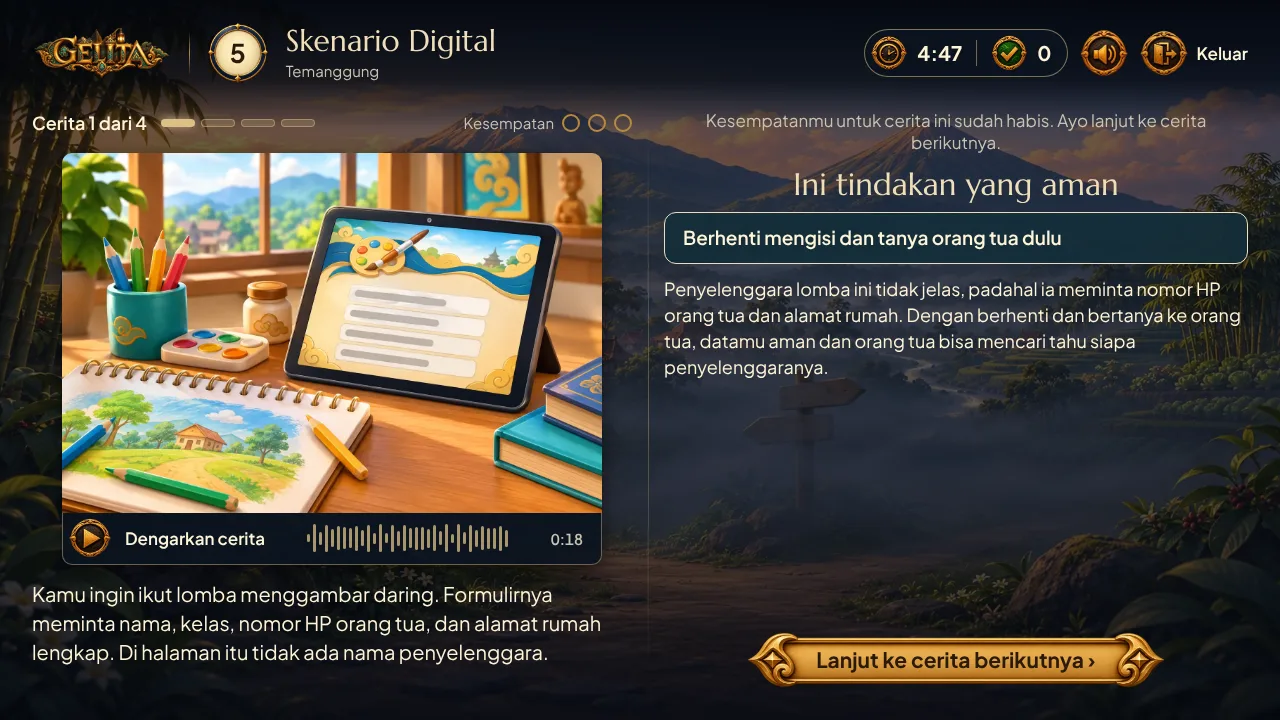 GELITA
5
Skenario Digital
Temanggung
4:47
0
Keluar
Cerita 1 dari 4
Kesempatan
Dengarkan cerita
0:18
Kamu ingin ikut lomba menggambar daring. Formulirnya
meminta nama, kelas, nomor HP orang tua, dan alamat rumah
lengkap. Di halaman itu tidak ada nama penyelenggara.
Kesempatanmu untuk cerita ini sudah habis. Ayo lanjut ke cerita
berikutnya.
Ini tindakan yang aman
Berhenti mengisi dan tanya orang tua dulu
Penyelenggara lomba ini tidak jelas, padahal ia meminta nomor HP
orang tua dan alamat rumah. Dengan berhenti dan bertanya ke orang
tua, datamu aman dan orang tua bisa mencari tahu siapa
penyelenggaranya.
Lanjut ke cerita berikutnya ›